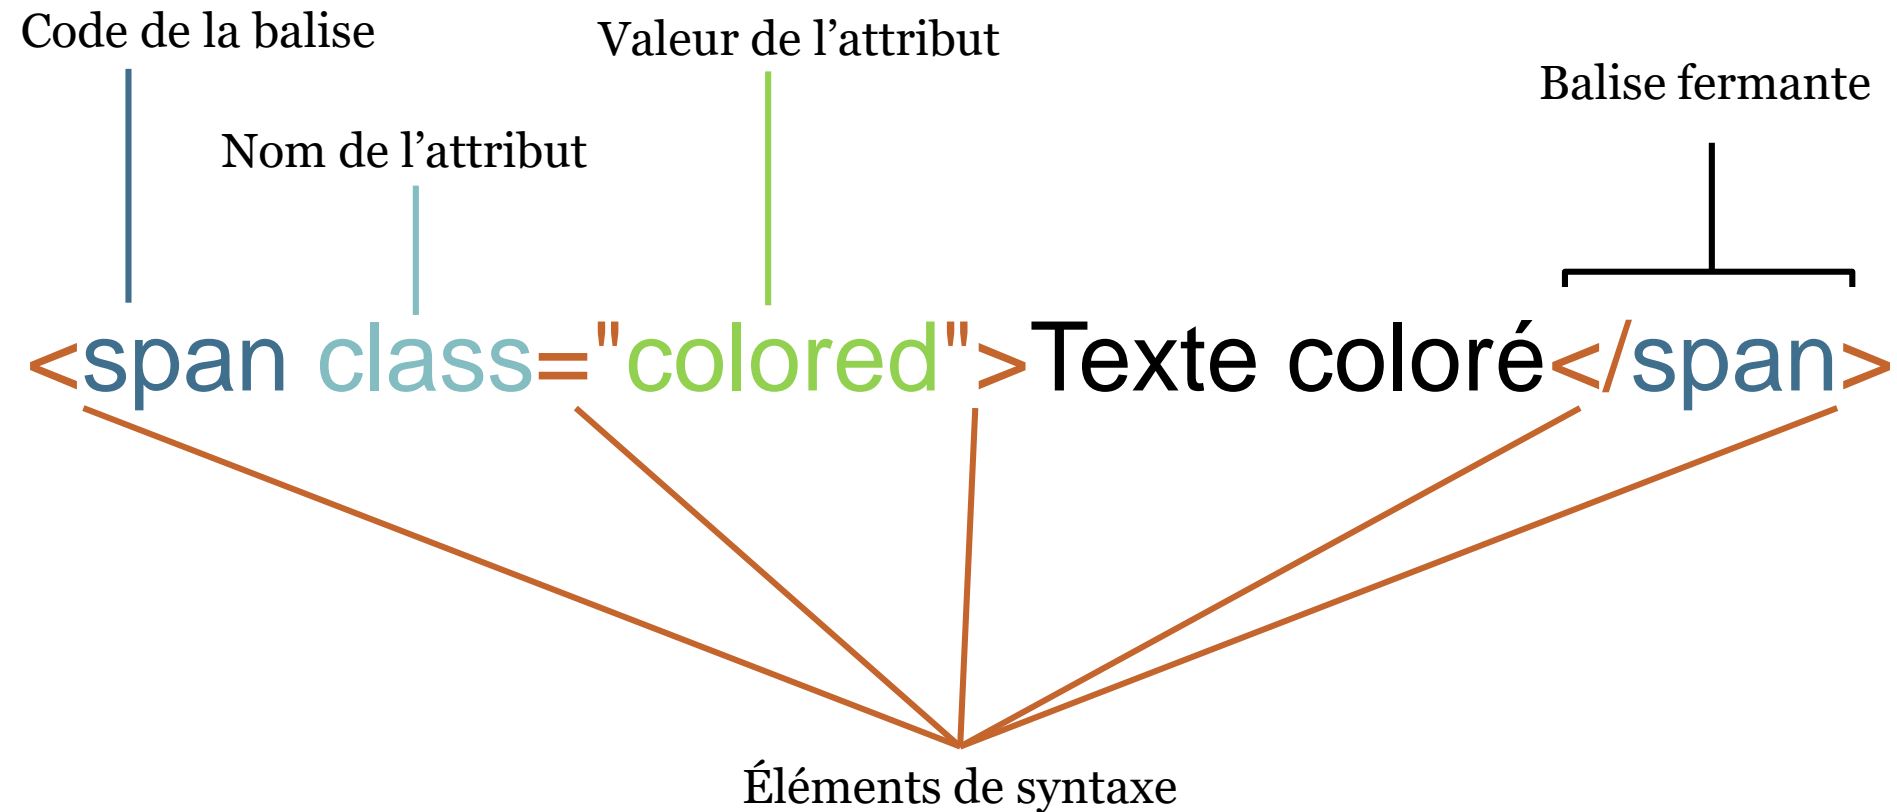 Code de la balise
Valeur de l’attribut
Balise fermante
Nom de l’attribut
<span class="colored">Texte coloré</span>
Éléments de syntaxe